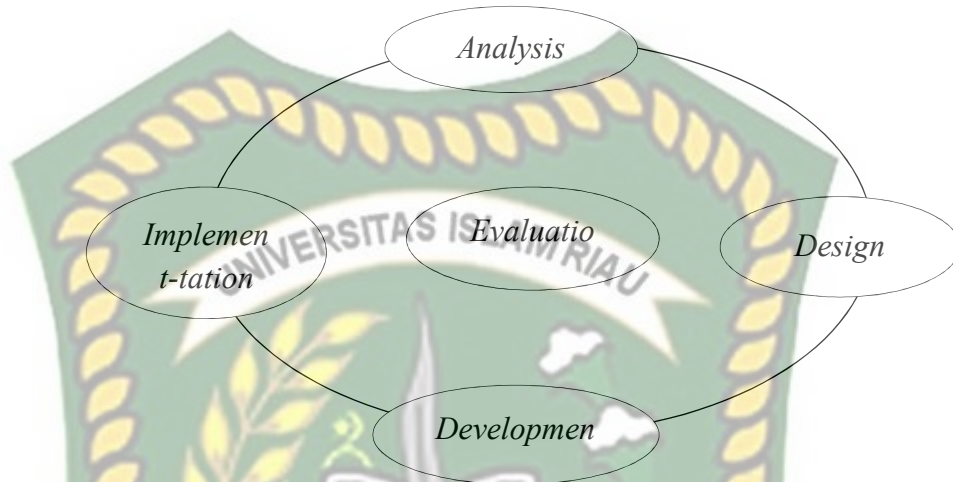 Analysis
UNIVERSITAS ISLAM RIAU
Implemen
t-tation
Evaluatio
Design
Developmen